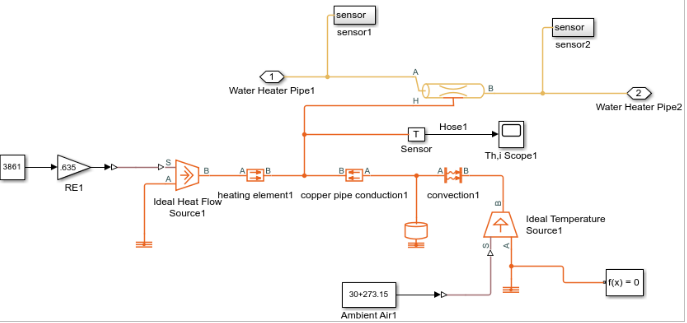 sensor
sensor1
sensor
sensor2
1
A
Water Heater Pipe1
B
2
H
Water Heater Pipe2
T
Hose1
Sensor
Th,i Scope1
3861
.635
RE1
S
A
B
Ideal Heat Flow
Source1
A
B
heating element1
B
A
copper pipe conduction1
A
B
convection1
B
Ideal Temperature
Source1
S
A
f(x) = 0
30+273.15
Ambient Air1